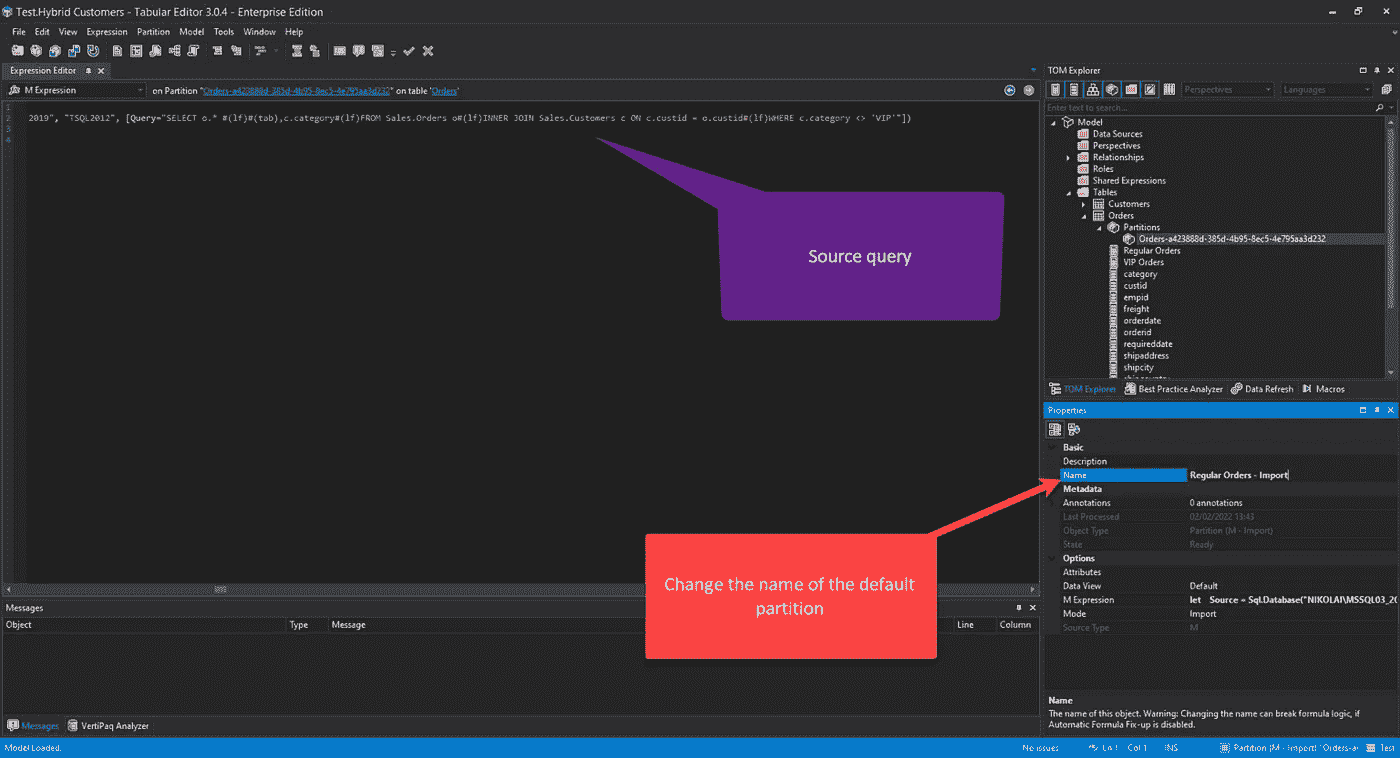 Test.Hybrid Customers - Tabular Editor 3.0.4 - Enterprise Edition
File Edit View Expression Partition Model Tools Window Help
Expression Editor
M Expression on Partition "Orders-a423888d-385d-4b95-8ec5-4e795aa3d232" on table 'Orders'
1
2 2019", "TSQL2012", [Query="SELECT o.* #(lf)#(tab),c.category#(lf)FROM Sales.Orders o#(lf)INNER JOIN Sales.Customers c ON c.custid = o.custid#(lf)WHERE c.category <> 'VIP'"])
3
4
Source query
Change the name of the default
partition
Messages
Object Type Message Line Column
Messages VertiPaq Analyzer
TOM Explorer
Perspectives Languages
Enter text to search...
Model
Data Sources
Perspectives
Relationships
Roles
Shared Expressions
Tables
Customers
Orders
Partitions
Orders-a423888d-385d-4b95-8ec5-4e795aa3d232
Regular Orders
VIP Orders
category
custid
empid
freight
orderdate
orderid
requireddate
shipaddress
shipcity
TOM Explorer Best Practice Analyzer Data Refresh Macros
Properties
Basic
Description
Name Regular Orders - Import
Metadata
Annotations 0 annotations
Last Processed 02/02/2022 13:43
Object Type Partition (M - Import)
State Ready
Options
Attributes
Data View Default
M Expression let Source = Sql.Database("NIKOLAI\MSSQL03_20
Mode Import
Source Type M
Name
The name of this object. Warning: Changing the name can break formula logic, if
Automatic Formula Fix-up is disabled.
Model Loaded. No issues Ln 1 Col 1 INS Partition (M - Import) 'Orders-a Test